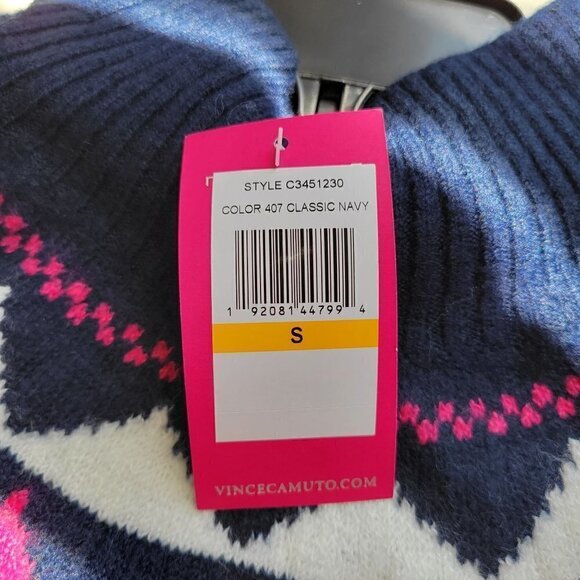 STYLE C3451230
COLOR 407 CLASSIC NAVY
1 92081 44799 4
S
VINCECAMUTO.COM